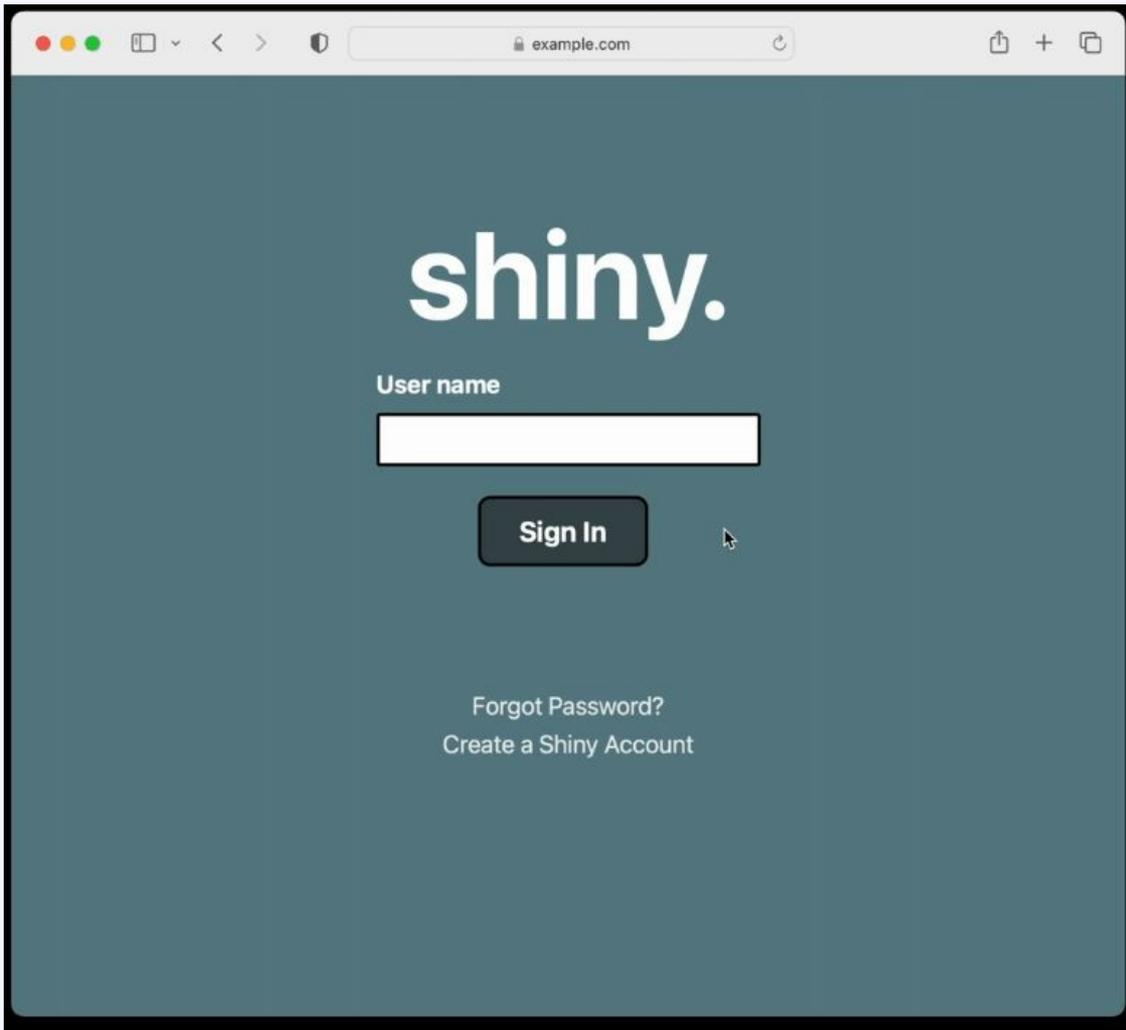 example.com
shiny.
User name
Sign In
Forgot Password?
Create a Shiny Account